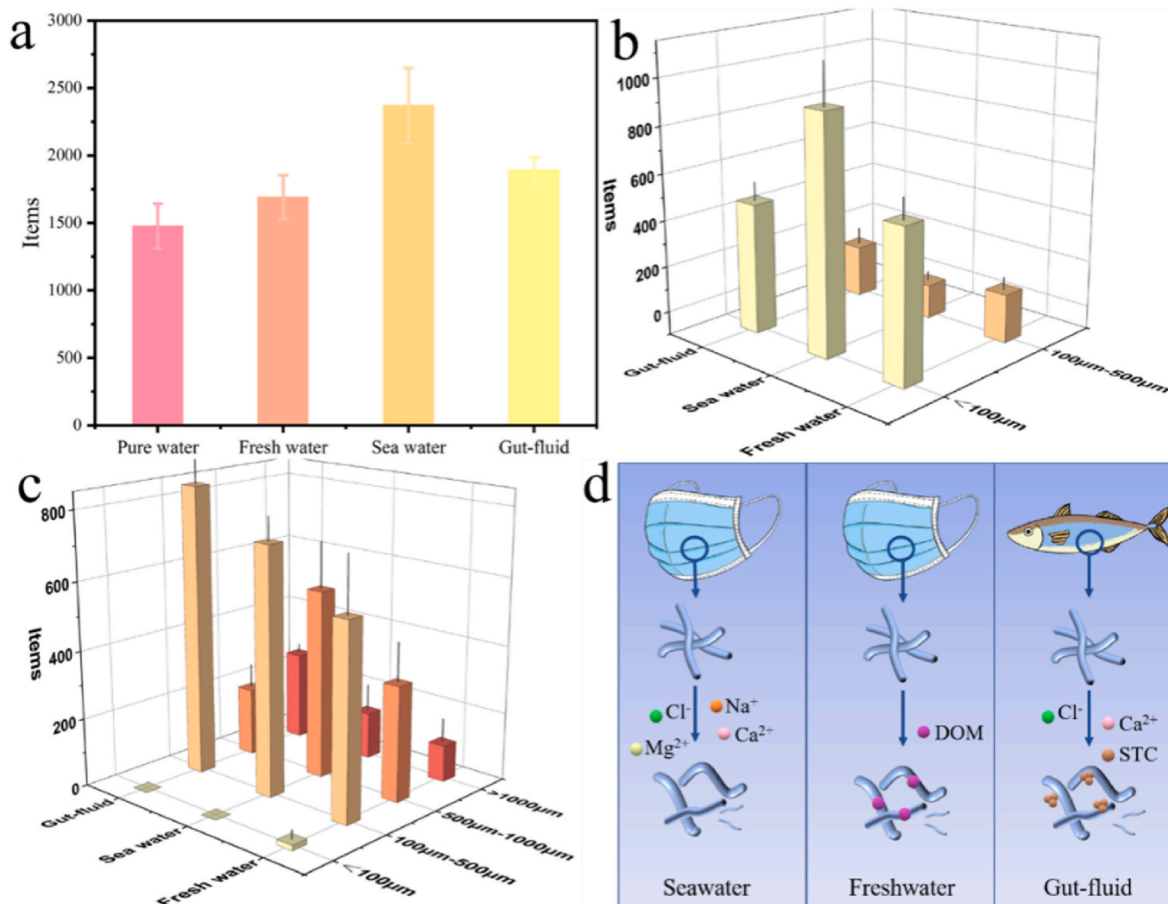 a
3000
2500
2000
1500
1000
500
0
Items
Pure water
Fresh water
Sea water
Gut-fluid
b
1000
800
600
400
200
0
Items
Gut-fluid
Sea water
Fresh water
<100μm
100μm-500μm
c
800
600
400
200
0
Items
Gut-fluid
Sea water
Fresh water
<100μm
100μm-500μm
500μm-1000μm
>1000μm
d
Cl⁻ Na⁺
Mg²⁺ Ca²⁺
Seawater
DOM
Freshwater
Cl⁻ Ca²⁺
STC
Gut-fluid